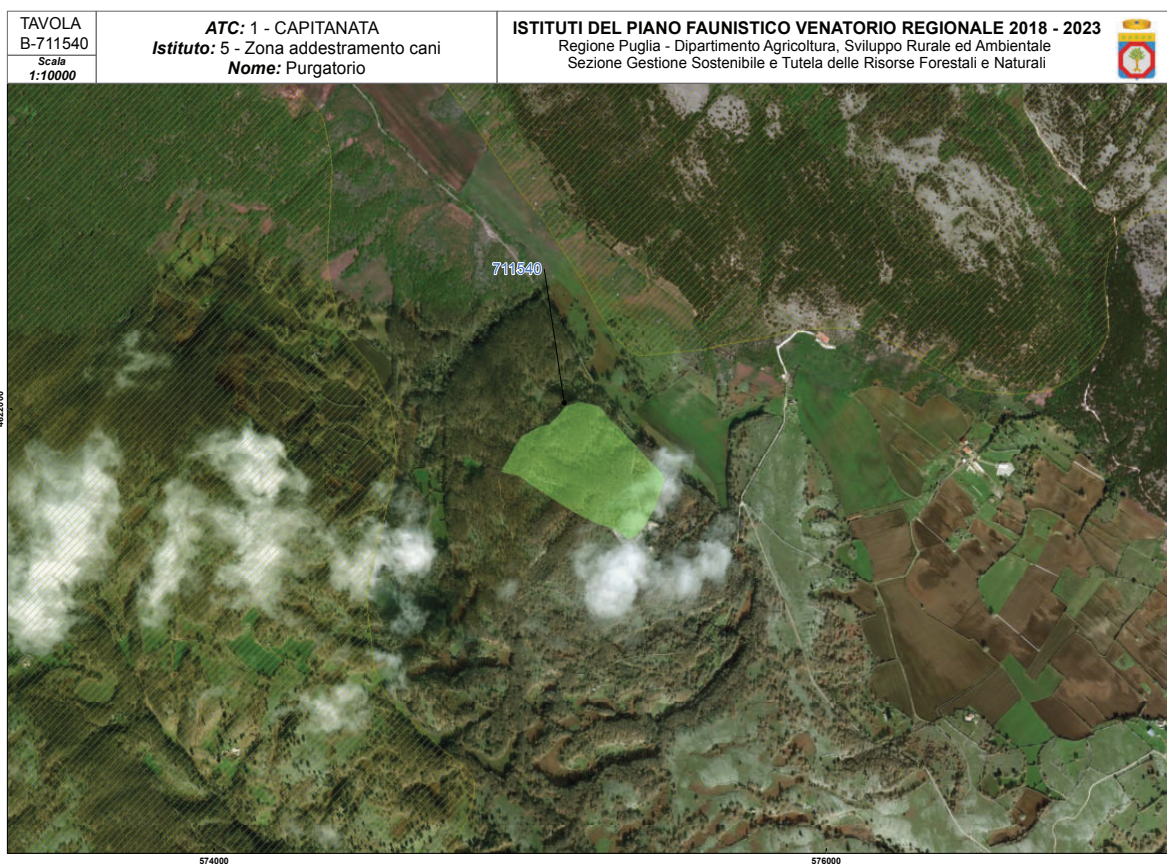 TAVOLA
B-711540
Scala
1:10000
ATC: 1 - CAPITANATA
Istituto: 5 - Zona addestramento cani
Nome: Purgatorio
ISTITUTI DEL PIANO FAUNISTICO VENATORIO REGIONALE 2018 - 2023
Regione Puglia - Dipartimento Agricoltura, Sviluppo Rurale ed Ambientale
Sezione Gestione Sostenibile e Tutela delle Risorse Forestali e Naturali
711540
574000
576000